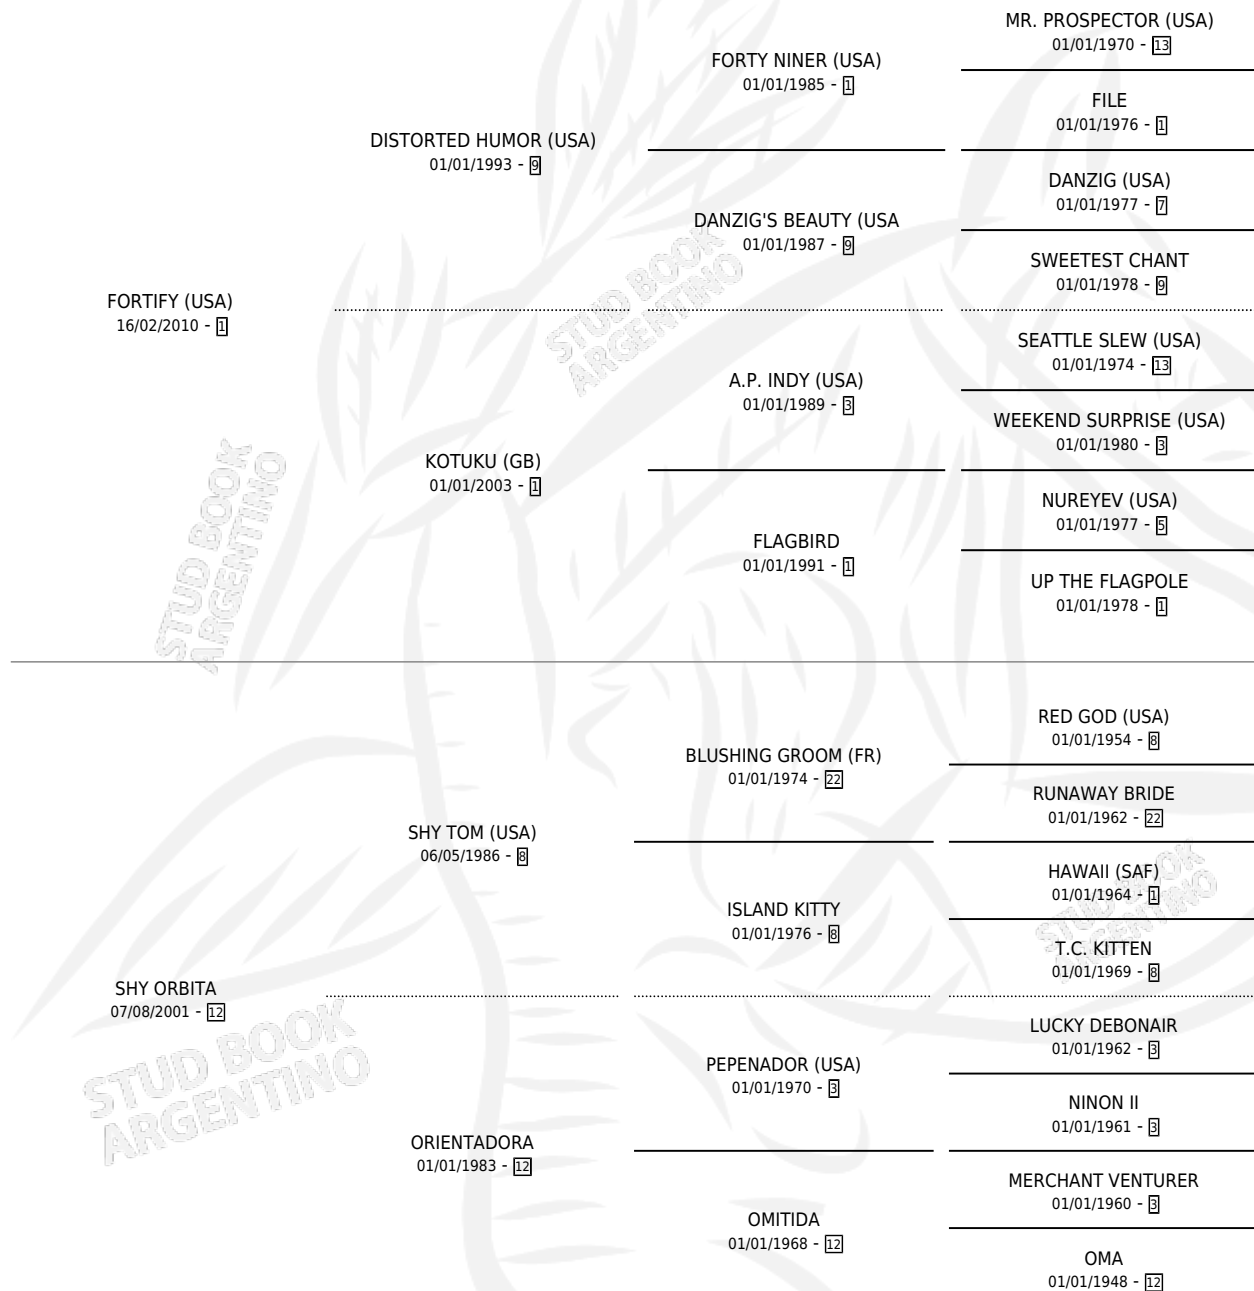 MR. PROSPECTOR (USA)
01/01/1970 - 13
FORTY NINER (USA)
01/01/1985 - 1
FILE
01/01/1976 - 1
DISTORTED HUMOR (USA)
01/01/1993 - 9
DANZIG (USA)
01/01/1977 - 7
DANZIG'S BEAUTY (USA
01/01/1987 - 9
SWEETEST CHANT
01/01/1978 - 9
STUD BOOK
ARGENTINO
FORTIFY (USA)
16/02/2010 - 1
SEATTLE SLEW (USA)
01/01/1974 - 13
A.P. INDY (USA)
01/01/1989 - 3
WEEKEND SURPRISE (USA)
01/01/1980 - 3
KOTUKU (GB)
01/01/2003 - 1
NUREYEV (USA)
01/01/1977 - 5
FLAGBIRD
01/01/1991 - 1
UP THE FLAGPOLE
01/01/1978 - 1
STUD BOOK
ARGENTINO
RED GOD (USA)
01/01/1954 - 8
BLUSHING GROOM (FR)
01/01/1974 - 22
RUNAWAY BRIDE
01/01/1962 - 22
SHY TOM (USA)
06/05/1986 - 8
HAWAII (SAF)
01/01/1964 - 1
ISLAND KITTY
01/01/1976 - 8
T.C. KITTEN
01/01/1969 - 8
STUD BOOK
ARGENTINO
SHY ORBITA
07/08/2001 - 12
LUCKY DEBONAIR
01/01/1962 - 3
PEPENADOR (USA)
01/01/1970 - 3
NINON II
01/01/1961 - 3
STUD BOOK
ARGENTINO
ORIENTADORA
01/01/1983 - 12
MERCHANT VENTURER
01/01/1960 - 3
OMITIDA
01/01/1968 - 12
OMA
01/01/1948 - 12